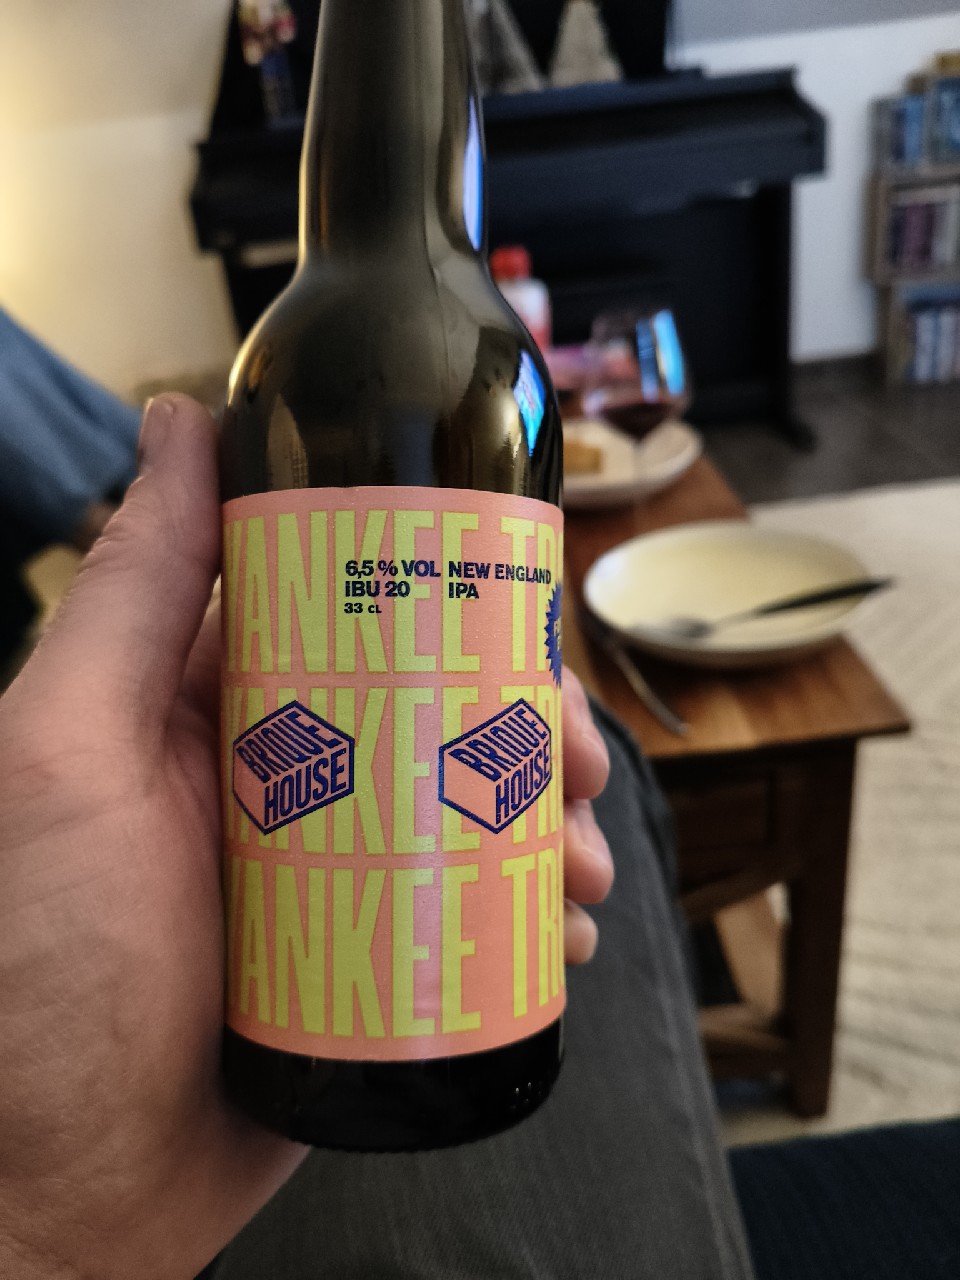 YANKEE TR
6,5 % VOL NEW ENGLAND
IBU 20 IPA
33 CL
YANKEE TR
BRIQUE
HOUSE
BRIQUE
HOUSE
YANKEE TR